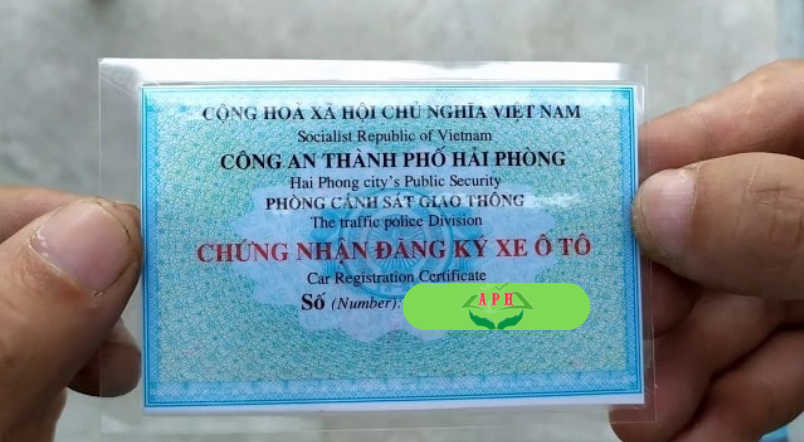 CỘNG HOÀ XÃ HỘI CHỦ NGHĨA VIỆT NAM
Socialist Republic of Vietnam
CÔNG AN THÀNH PHỐ HẢI PHÒNG
Hai Phong city's Public Security
PHÒNG CẢNH SÁT GIAO THÔNG
The traffic police Division
CHỨNG NHẬN ĐĂNG KÝ XE Ô TÔ
Car Registration Certificate
Số (Number): APH